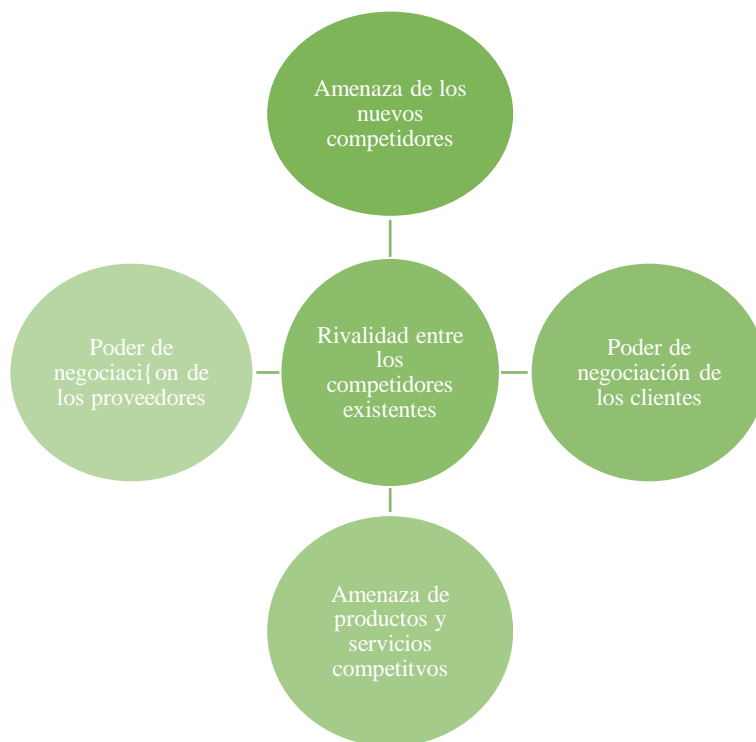 Amenaza de los
nuevos
competidores
Poder de
negociaci{on de
los proveedores
Rivalidad entre
los
competidores
existentes
Poder de
negociación de
los clientes
Amenaza de
productos y
servicios
competitvos